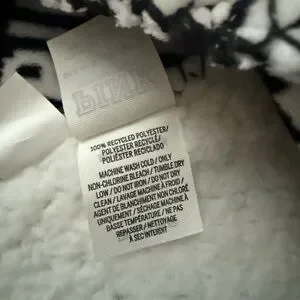 PINK
100% RECYCLED POLYESTER/
POLYESTER RECYCLÉ/
POLIÉSTER RECICLADO
MACHINE WASH COLD / ONLY
NON-CHLORINE BLEACH / TUMBLE DRY
LOW / DO NOT IRON / DO NOT DRY
CLEAN / LAVAGE MACHINE À FROID /
AGENT DE BLANCHIMENT NON CHLORÉ
UNIQUEMENT / SÉCHAGE MACHINE À
BASSE TEMPÉRATURE / NE PAS
REPASSER / NETTOYAGE
À SEC INTERDIT